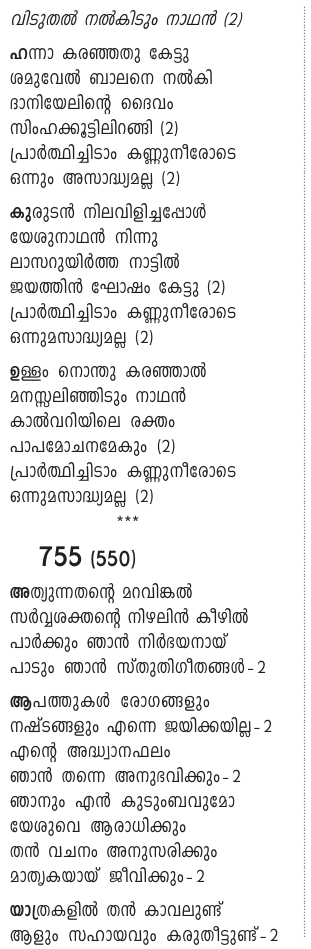 വിടുതൽ നൽകിടും നാഥൻ (2)
ഹന്നാ കരഞ്ഞതു കേട്ടു
ശമുവേൽ ബാലനെ നൽകി
ദാനിയേലിന്റെ ദൈവം
സിംഹക്കൂട്ടിലിറങ്ങി (2)
പ്രാർത്ഥിച്ചിടാം കണ്ണുനീരോടെ
ഒന്നും അസാദ്ധ്യമല്ല (2)
കുരുടൻ നിലവിളിച്ചപ്പോൾ
യേശുനാഥൻ നിന്നു
ലാസറുയിർത്ത നാട്ടിൽ
ജയത്തിൻ ഘോഷം കേട്ടു (2)
പ്രാർത്ഥിച്ചിടാം കണ്ണുനീരോടെ
ഒന്നുമസാദ്ധ്യമല്ല (2)
ഉള്ളം നൊന്തു കരഞ്ഞാൽ
മനസ്സലിഞ്ഞിടും നാഥൻ
കാൽവറിയിലെ രക്തം
പാപമോചനമേകും (2)
പ്രാർത്ഥിച്ചിടാം കണ്ണുനീരോടെ
ഒന്നുമസാദ്ധ്യമല്ല (2)
***
755 (550)
അത്യുന്നതന്റെ മറവിങ്കൽ
സർവ്വശക്തന്റെ നിഴലിൻ കീഴിൽ
പാർക്കും ഞാൻ നിർഭയനായ്
പാടും ഞാൻ സ്തുതിഗീതങ്ങൾ-2
ആപത്തുകൾ രോഗങ്ങളും
നഷ്ടങ്ങളും എന്നെ ജയിക്കയില്ല-2
എന്റെ അദ്ധ്വാനഫലം
ഞാൻ തന്നെ അനുഭവിക്കും-2
ഞാനും എൻ കുടുംബവുമോ
യേശുവെ ആരാധിക്കും
തൻ വചനം അനുസരിക്കും
മാതൃകയായ് ജീവിക്കും-2
യാത്രകളിൽ തൻ കാവലുണ്ട്
ആളും സഹായവും കരുതീട്ടുണ്ട്-2